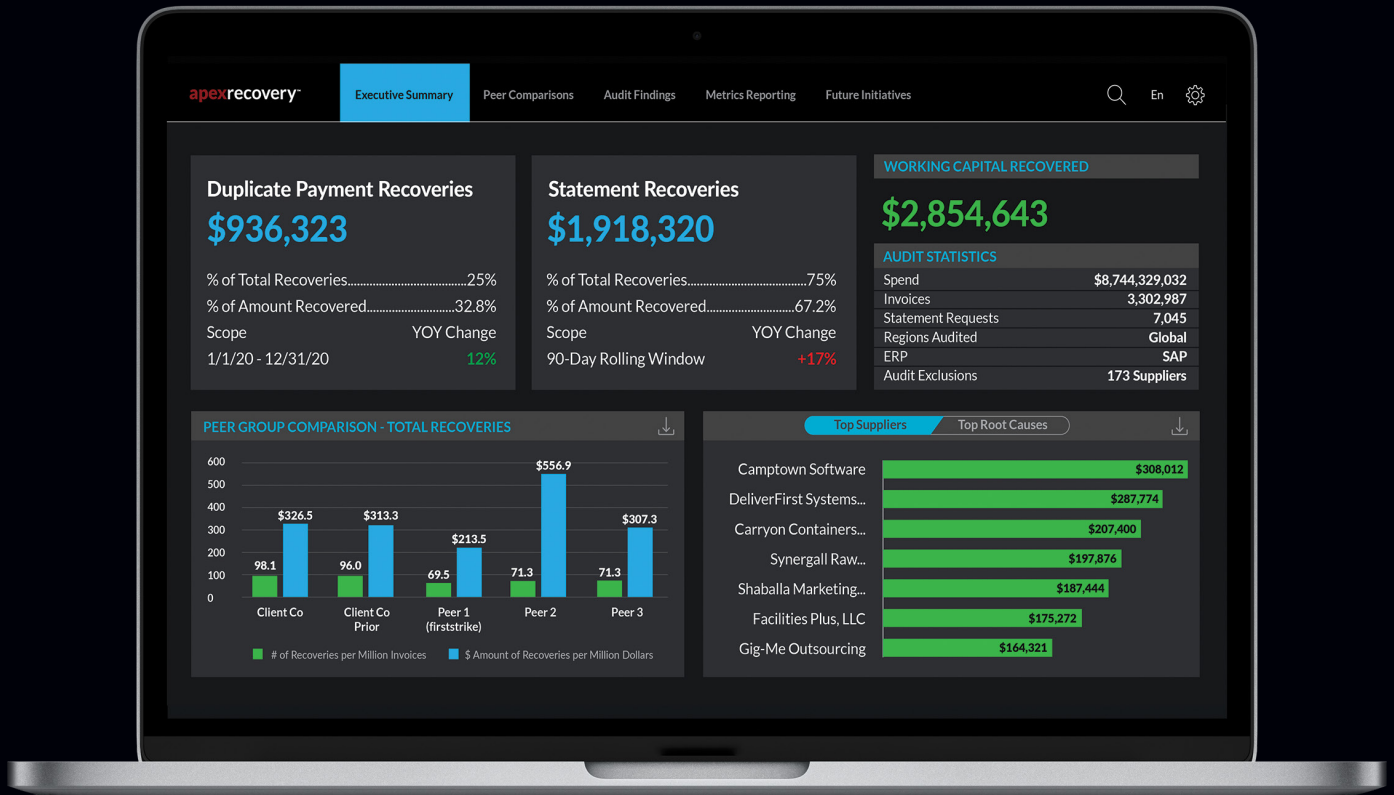 apexrecovery™
Executive Summary
Peer Comparisons
Audit Findings
Metrics Reporting
Future Initiatives
En
Duplicate Payment Recoveries
$936,323
% of Total Recoveries..............................25%
% of Amount Recovered......................32.8%
Scope YOY Change
1/1/20 - 12/31/20 12%
Statement Recoveries
$1,918,320
% of Total Recoveries..............................75%
% of Amount Recovered......................67.2%
Scope YOY Change
90-Day Rolling Window +17%
WORKING CAPITAL RECOVERED
$2,854,643
AUDIT STATISTICS
Spend $8,744,329,032
Invoices 3,302,987
Statement Requests 7,045
Regions Audited Global
ERP SAP
Audit Exclusions 173 Suppliers
PEER GROUP COMPARISON - TOTAL RECOVERIES
600
500
400
300
200
100
0
98.1 $326.5
96.0 $313.3
69.5 $213.5
71.3 $556.9
71.3 $307.3
Client Co
Client Co
Prior
Peer 1
(firststrike)
Peer 2
Peer 3
# of Recoveries per Million Invoices
$ Amount of Recoveries per Million Dollars
Top Suppliers
Top Root Causes
Camptown Software $308,012
DeliverFirst Systems... $287,774
Carryon Containers... $207,400
Synergall Raw... $197,876
Shaballa Marketing... $187,444
Facilities Plus, LLC $175,272
Gig-Me Outsourcing $164,321